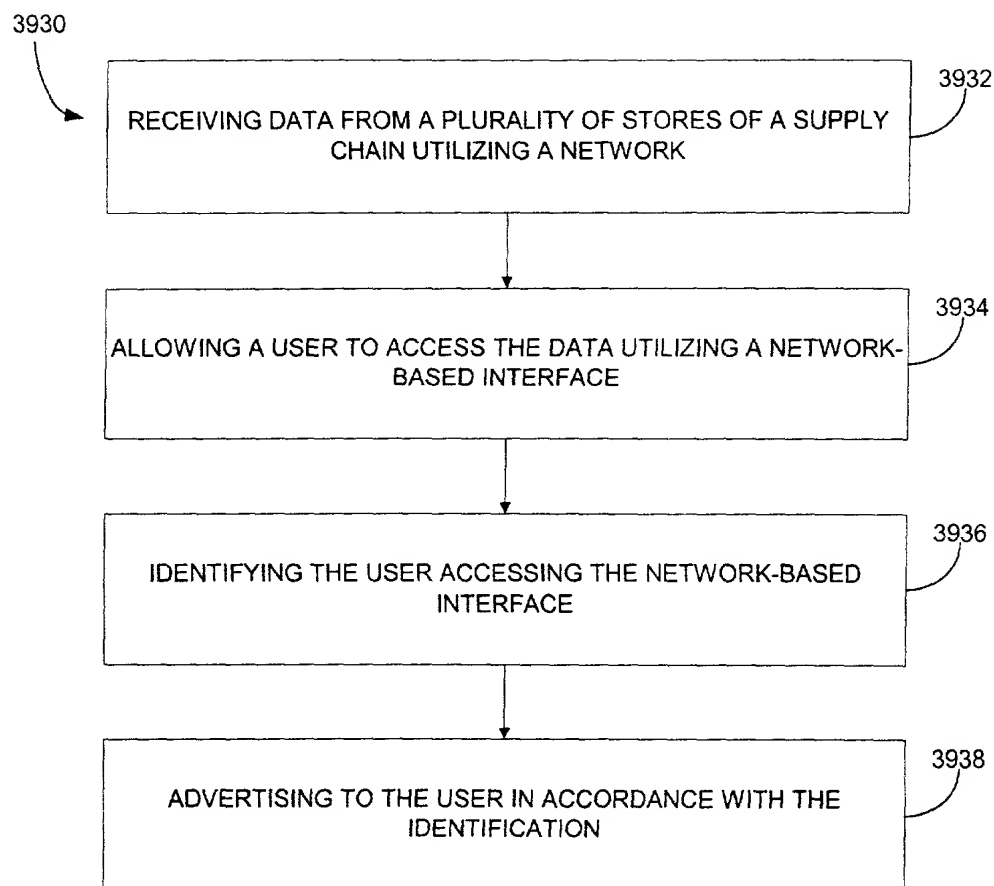 3930
3932
RECEIVING DATA FROM A PLURALITY OF STORES OF A SUPPLY
CHAIN UTILIZING A NETWORK
3934
ALLOWING A USER TO ACCESS THE DATA UTILIZING A NETWORK-
BASED INTERFACE
3936
IDENTIFYING THE USER ACCESSING THE NETWORK-BASED
INTERFACE
3938
ADVERTISING TO THE USER IN ACCORDANCE WITH THE
IDENTIFICATION